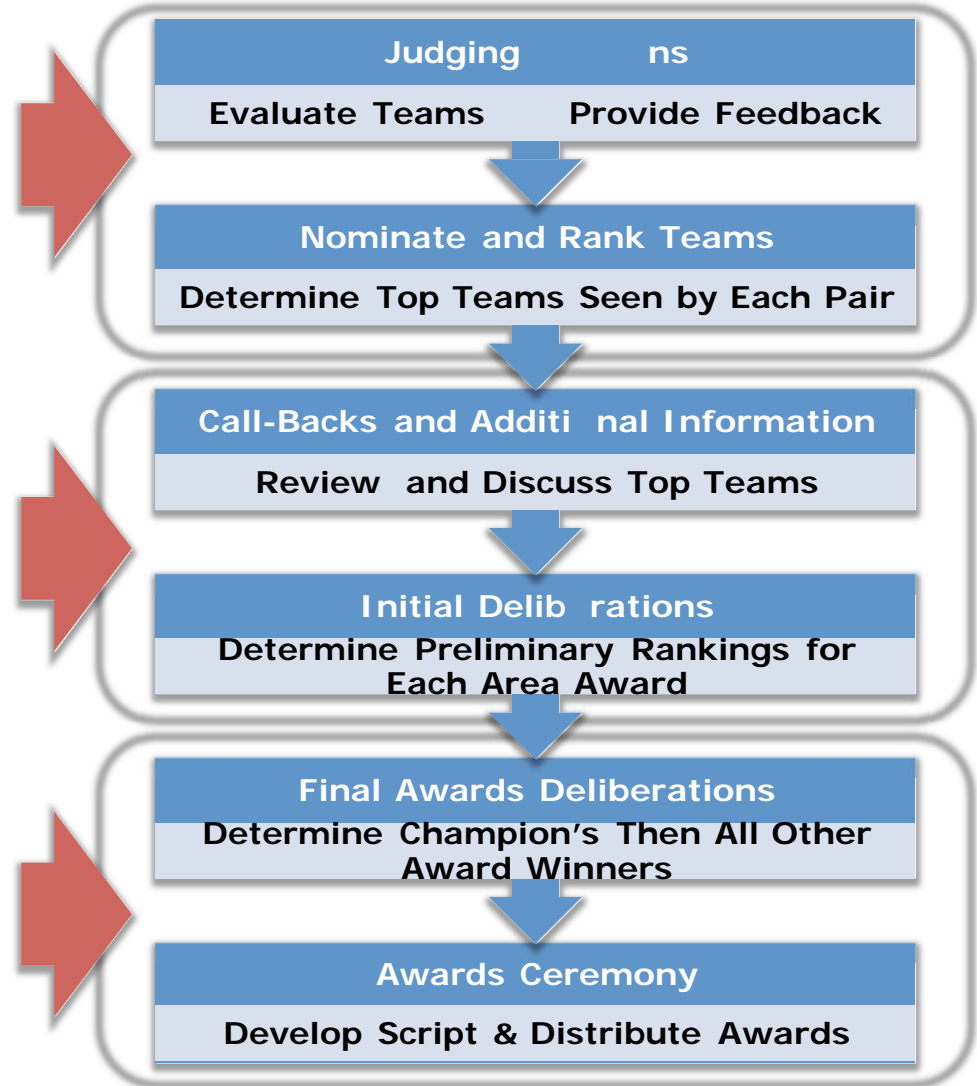 Judging ns
Evaluate Teams Provide Feedback
Nominate and Rank Teams
Determine Top Teams Seen by Each Pair
Call-Backs and Additi nal Information
Review and Discuss Top Teams
Initial Delib rations
Determine Preliminary Rankings for
Each Area Award
Final Awards Deliberations
Determine Champion's Then All Other
Award Winners
Awards Ceremony
Develop Script & Distribute Awards